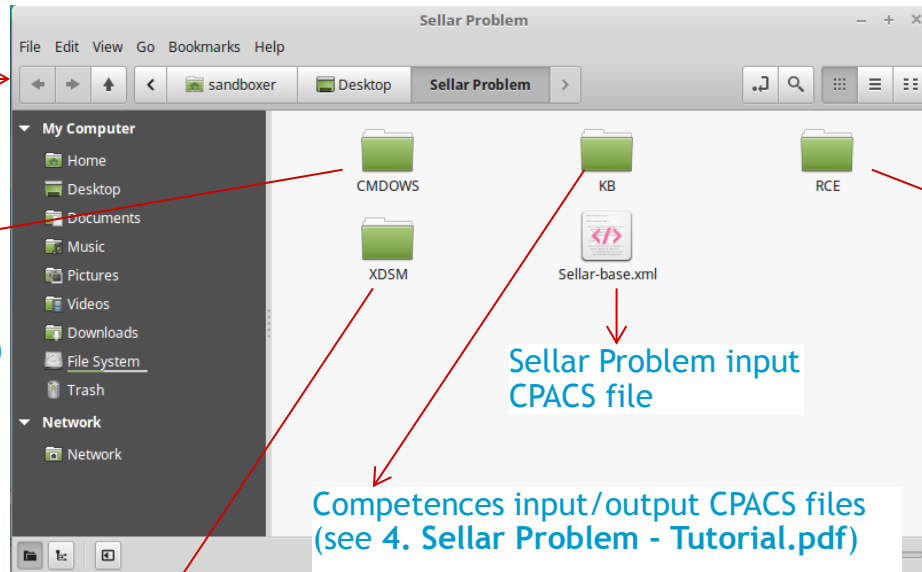 Sellar Problem
File Edit View Go Bookmarks Help
sandboxer Desktop Sellar Problem
My Computer
Home
Desktop
Documents
Music
Pictures
Videos
Downloads
File System
Trash
Network
Network
CMDOWS KB RCE
XDSM Sellar-base.xml
Sellar Problem input
CPACS file
Competences input/output CPACS files
(see 4. Sellar Problem - Tutorial.pdf)
)